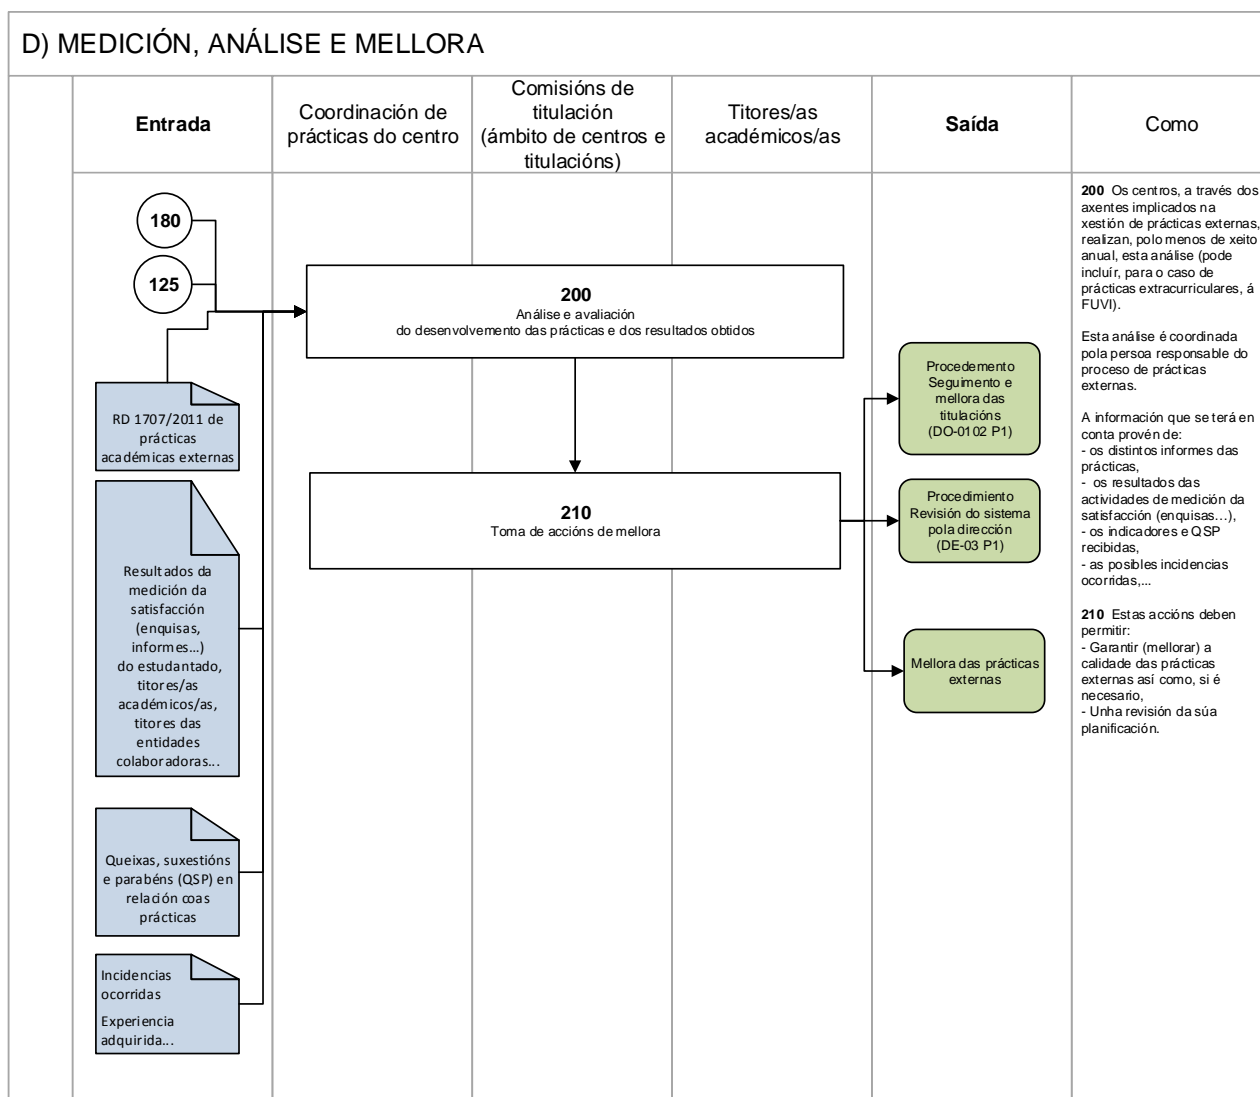 D) MEDICIÓN, ANÁLISE E MELLORA
Entrada
Coordinación de
prácticas do centro
Comisións de
titulación
(ámbito de centros e
titulacións)
Titores/as
académicos/as
Saída
Como
180
125
RD 1707/2011 de
prácticas
académicas externas
Resultados da
medición da
satisfacción
(enquisas,
informes...)
do estudantado,
titores/as
académicos/as,
titores das
entidades
colaboradoras...
Queixas, suxestións
e parabéns (QSP) en
relación coas
prácticas
Incidencias
ocorridas
Experiencia
adquirida...
200
Análise e avaliación
do desenvolvemento das prácticas e dos resultados obtidos
210
Toma de accións de mellora
Procedemento
Seguimento e
mellora das
titulacións
(DO-0102 P1)
Procedimiento
Revisión do sistema
pola dirección
(DE-03 P1)
Mellora das prácticas
externas
200 Os centros, a través dos
axentes implicados na
xestión de prácticas externas,
realizan, polo menos de xeito
anual, esta análise (pode
incluír, para o caso de
prácticas extracurriculares, á
FUVI).
Esta análise é coordinada
pola persoa responsable do
proceso de prácticas
externas.
A información que se terá en
conta provén de:
- os distintos informes das
prácticas,
- os resultados das
actividades de medición da
satisfacción (enquisas...),
- os indicadores e QSP
recibidas,
- as posibles incidencias
ocorridas,...
210 Estas accións deben
permitir:
- Garantir (mellorar) a
calidade das prácticas
externas así como, si é
necesario,
- Unha revisión da súa
planificación.